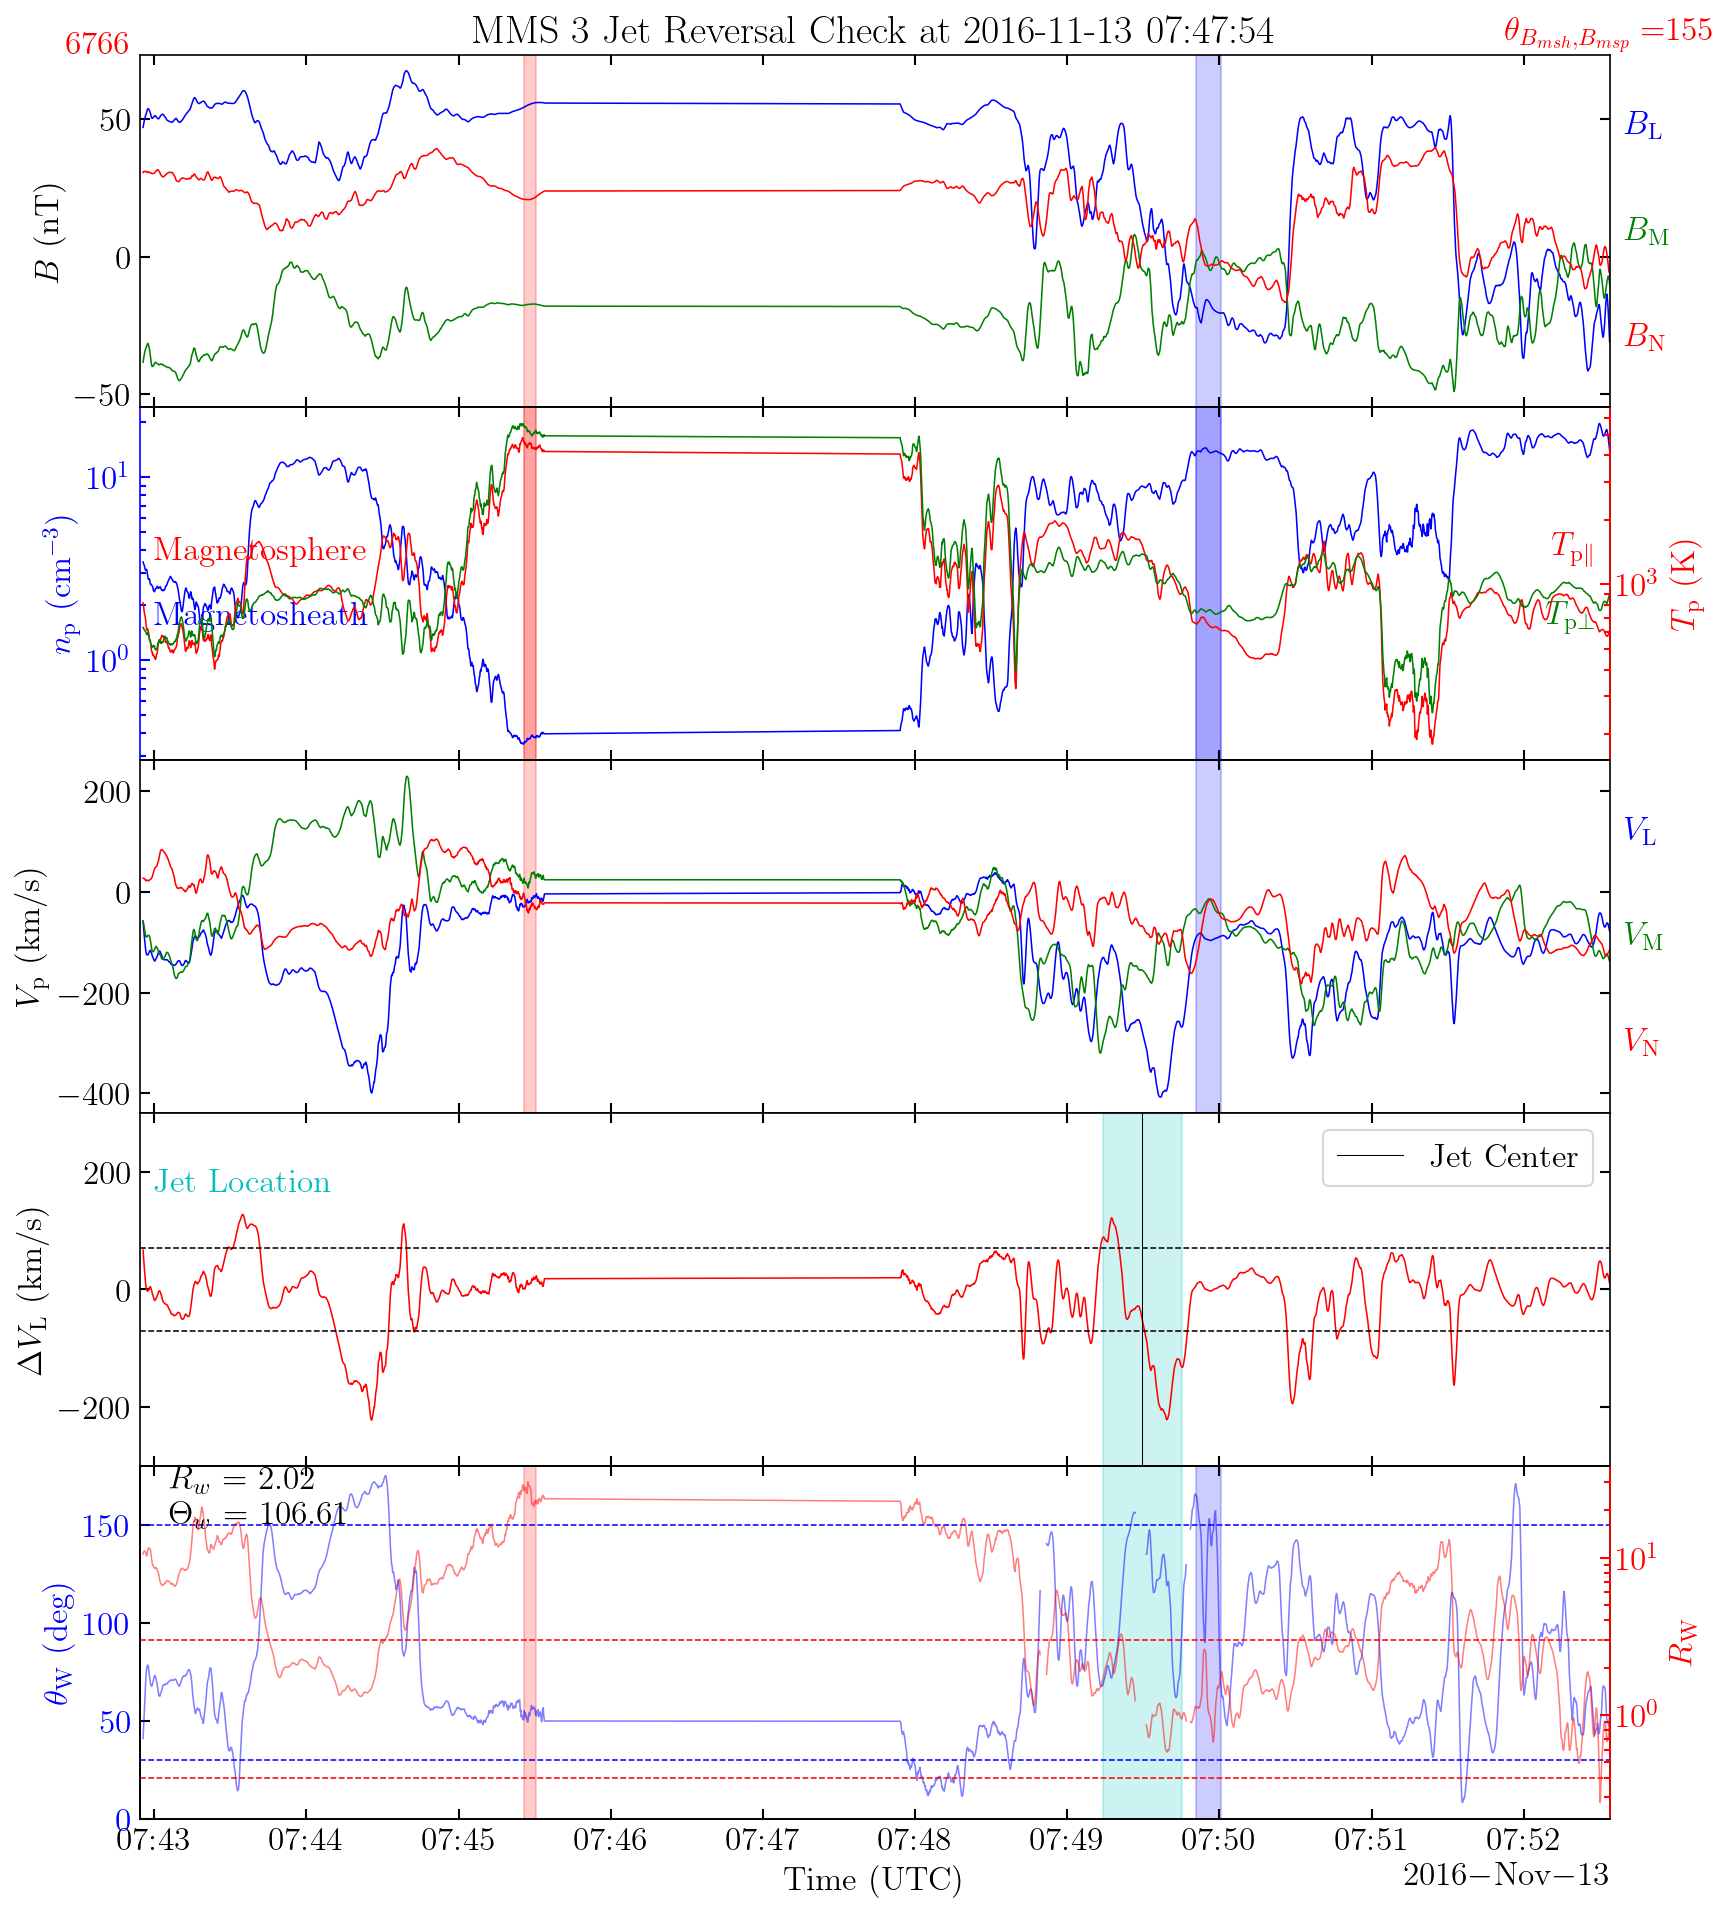 MMS 3 Jet Reversal Check at 2016-11-13 07:47:54
6766
θ_{B_{msh},B_{msp}} =155
50
0
−50
B (nT)
B_L
B_M
B_N
10^1
10^0
n_p (cm^{−3})
Magnetosphere
Magnetosheath
T_{p∥}
T_{p⊥}
10^3
T_p (K)
200
0
−200
−400
V_p (km/s)
V_L
V_M
V_N
Jet Center
Jet Location
200
0
−200
ΔV_L (km/s)
R_w = 2.02
Θ_w = 106.61
150
100
50
0
θ_W (deg)
10^1
10^0
R_W
07:43 07:44 07:45 07:46 07:47 07:48 07:49 07:50 07:51 07:52
Time (UTC)
2016−Nov−13